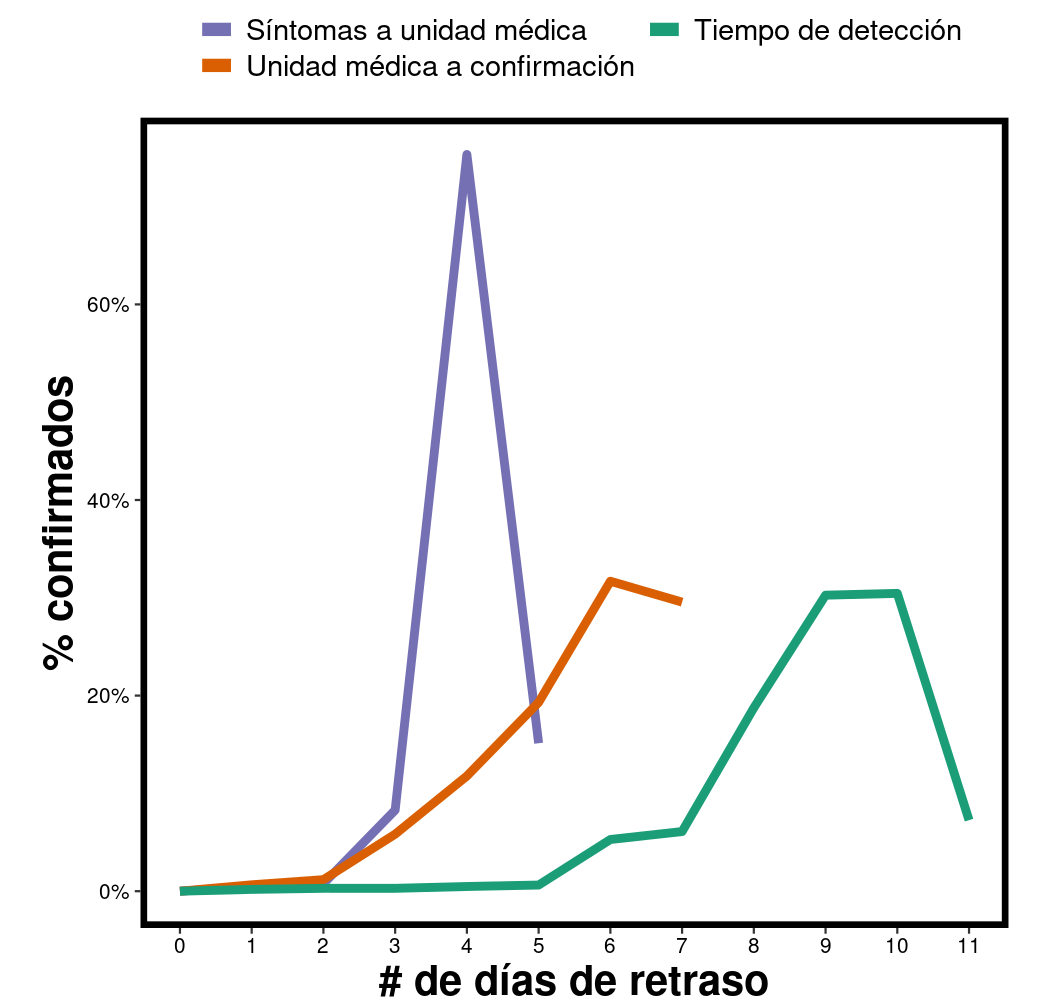 Síntomas a unidad médica Tiempo de detección
Unidad médica a confirmación
% confirmados
60%
40%
20%
0%
0 1 2 3 4 5 6 7 8 9 10 11
# de días de retraso